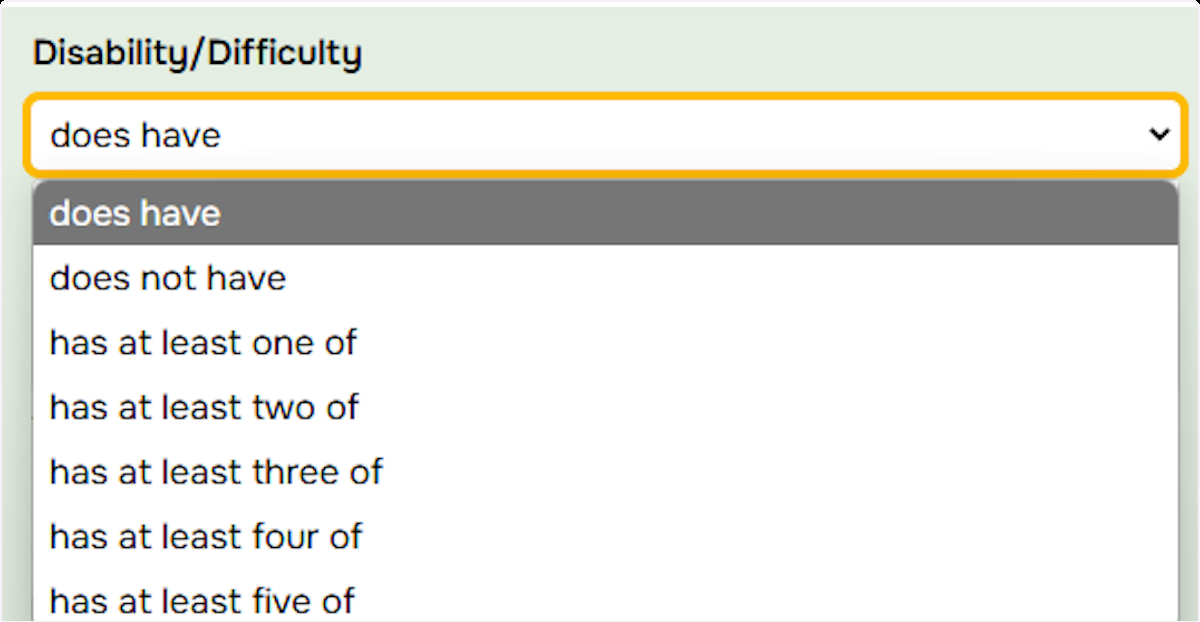 Disability/Difficulty
does have
does have
does not have
has at least one of
has at least two of
has at least three of
has at least four of
has at least five of